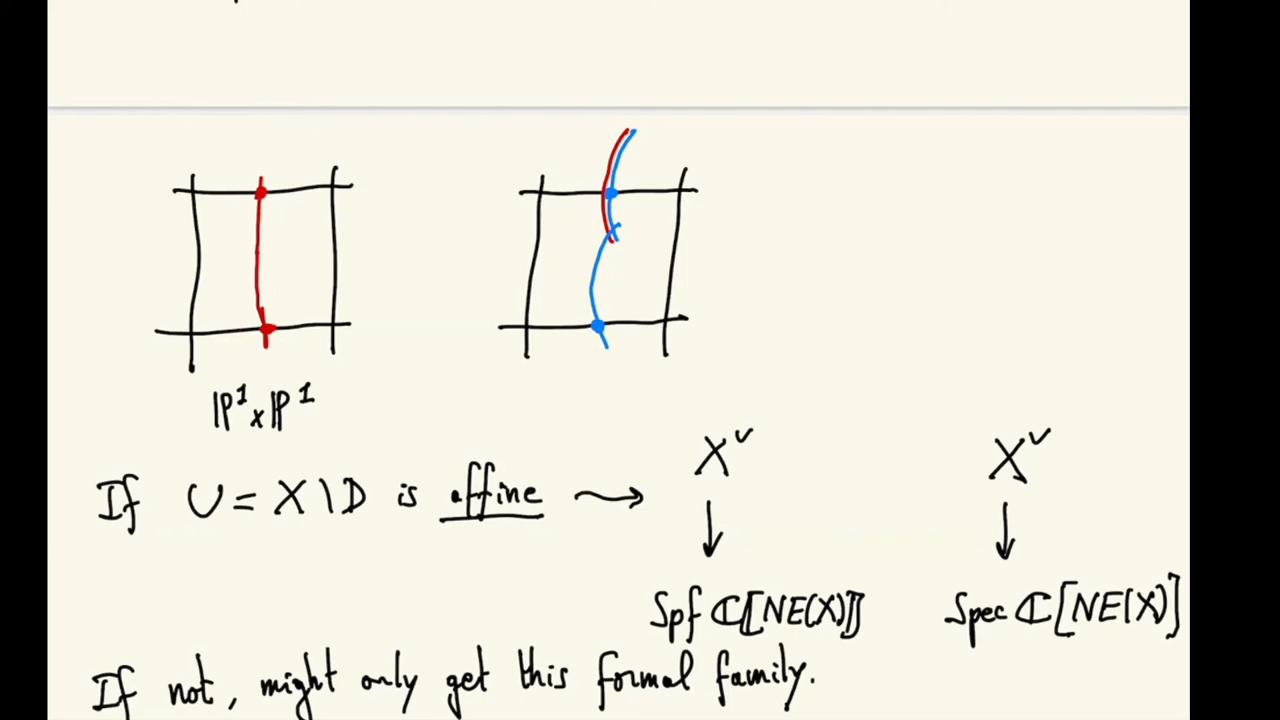 ℙ¹ × ℙ¹
X ˅ X ˅
If U = X \ D is affine ⇝ ↓ ↓
Spf ℂ⟦NE(X)⟧ Spec ℂ[NE(X)]
If not, might only get this formal family.